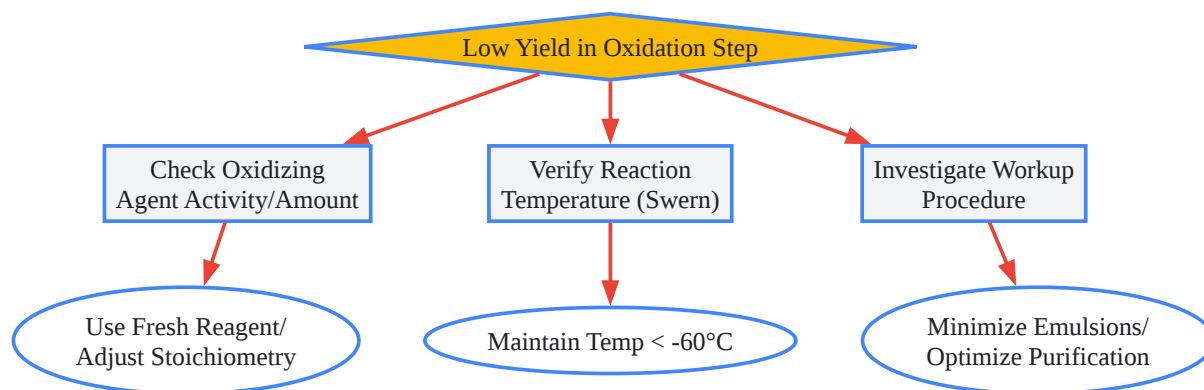 Low Yield in Oxidation Step
Check Oxidizing
Agent Activity/Amount
Verify Reaction
Temperature (Swern)
Investigate Workup
Procedure
Use Fresh Reagent/
Adjust Stoichiometry
Maintain Temp < -60°C
Minimize Emulsions/
Optimize Purification